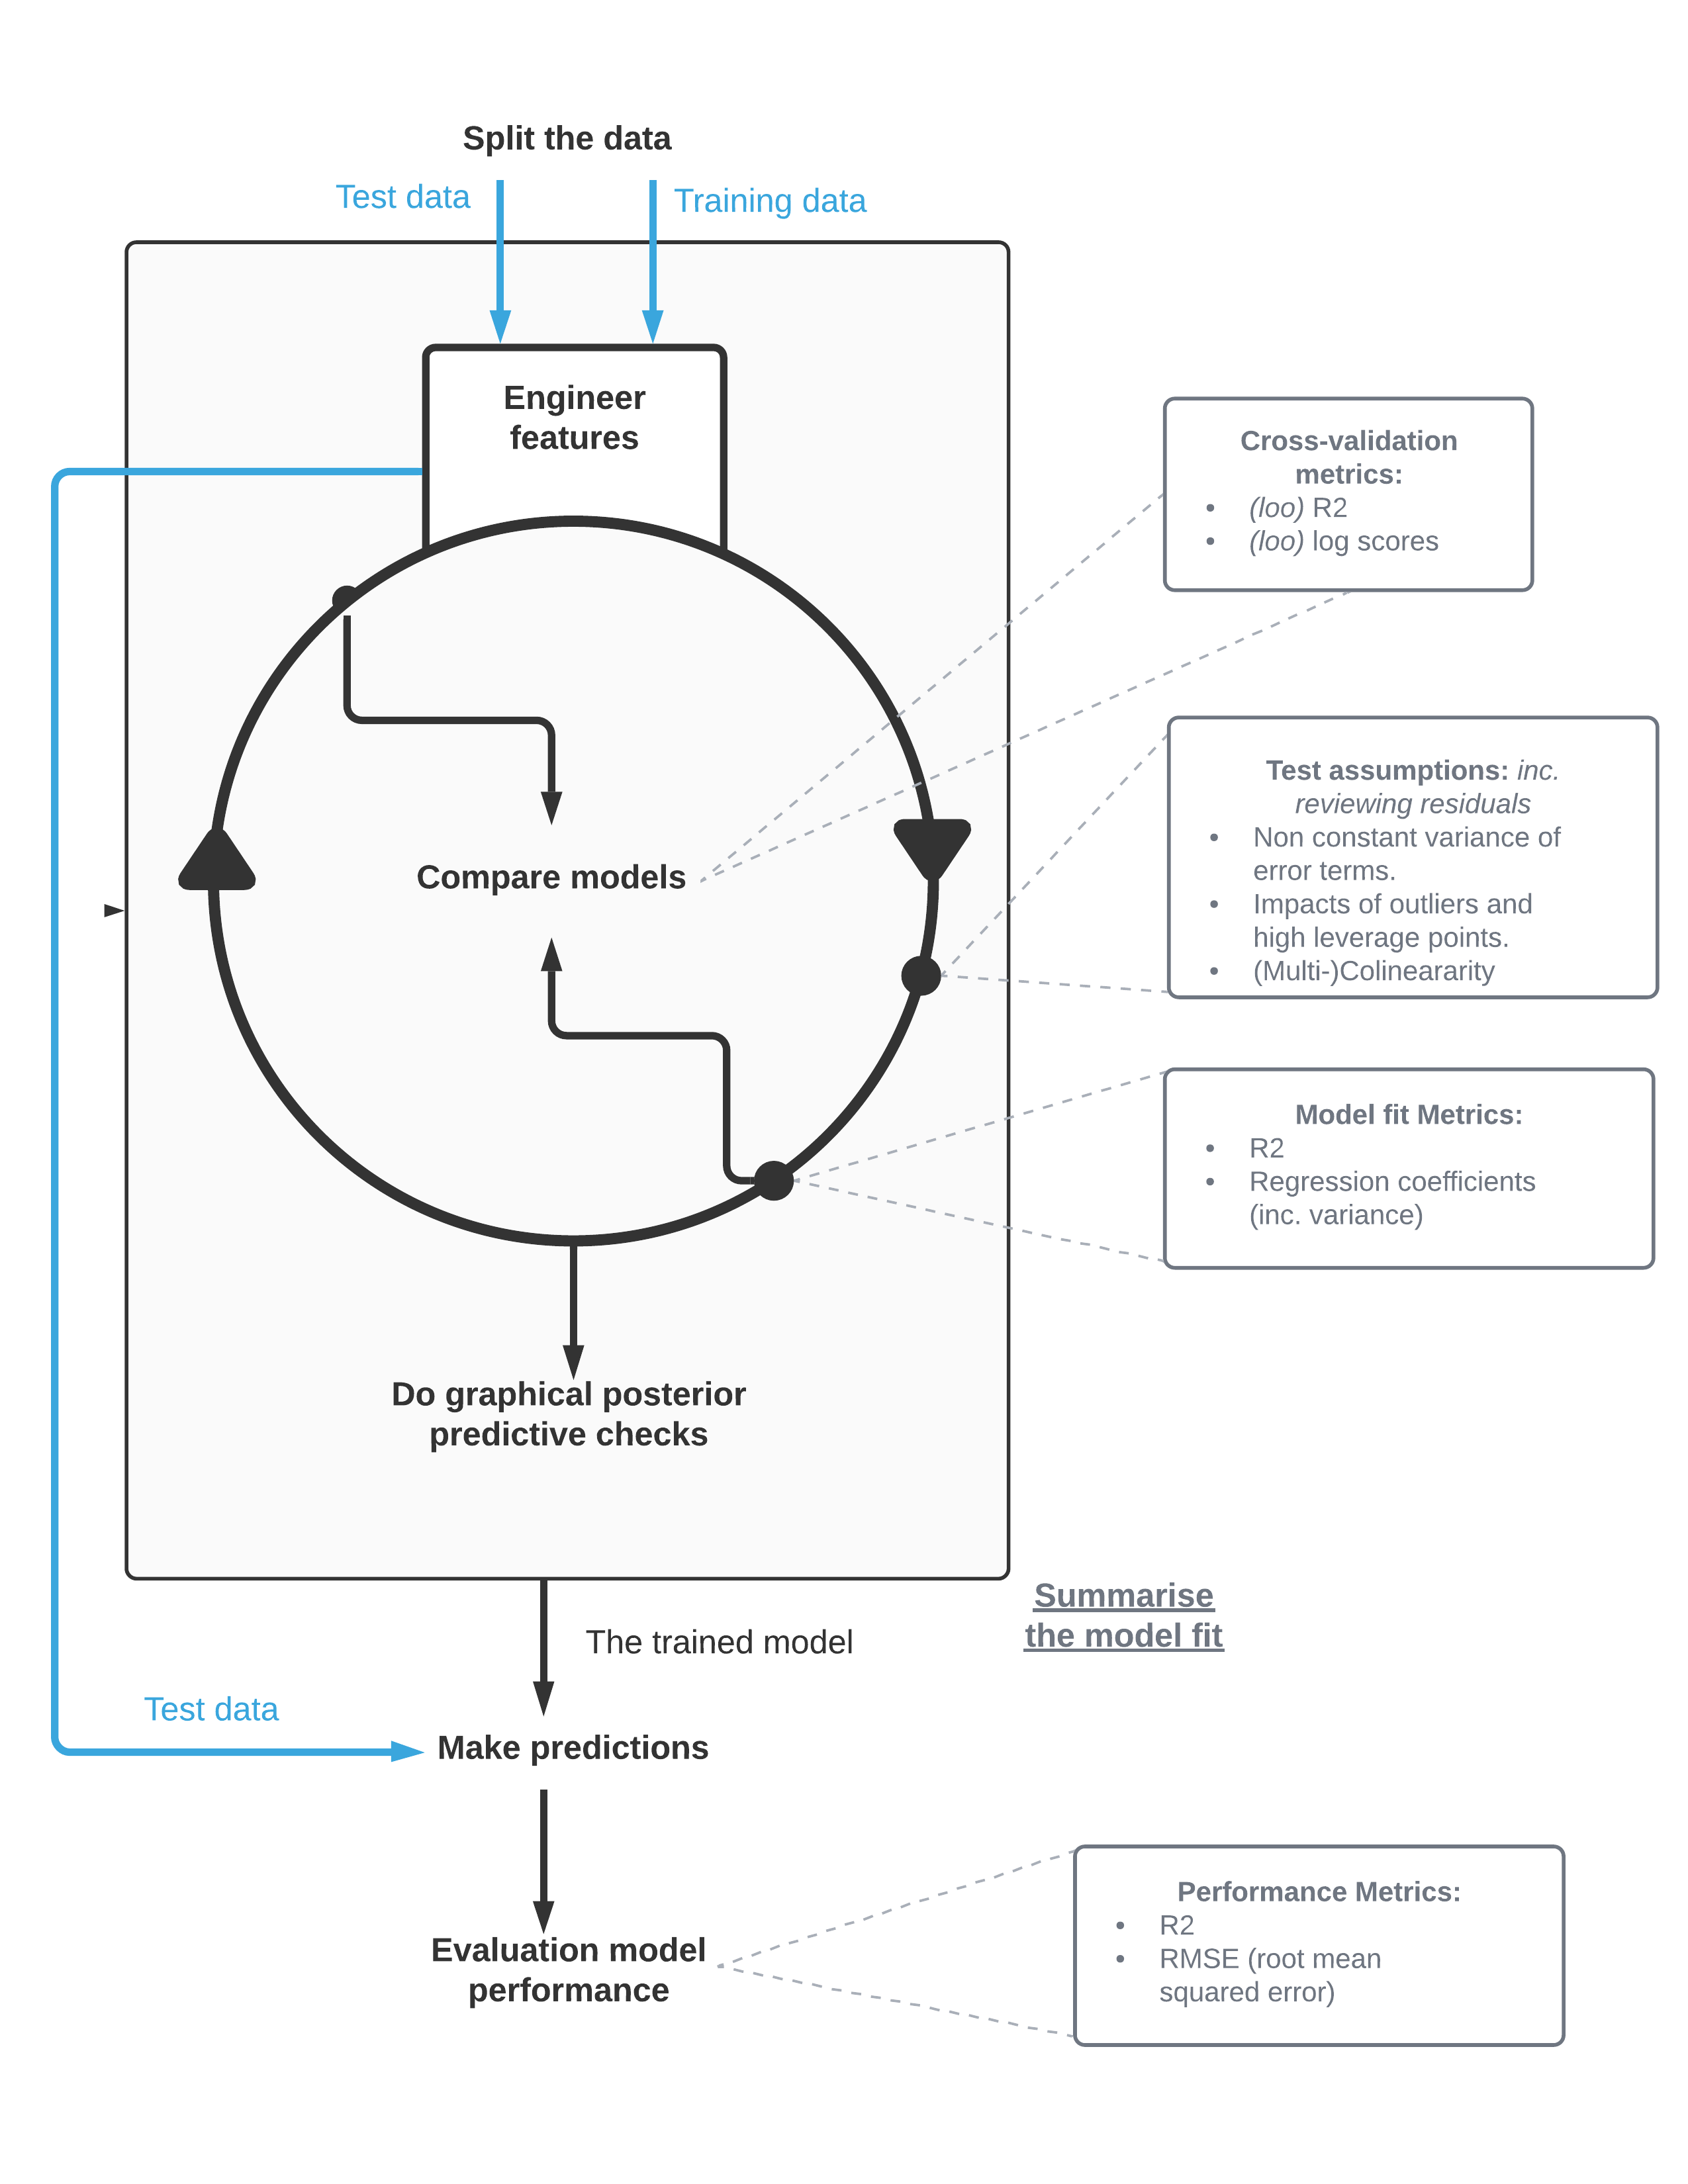 Split the data
Test data
Training data
Engineer
features
Cross-validation
metrics:
• (loo) R2
• (loo) log scores
Test assumptions: inc.
reviewing residuals
• Non constant variance of
error terms.
• Impacts of outliers and
high leverage points.
• (Multi-)Colineararity
Compare models
Model fit Metrics:
• R2
• Regression coefficients
(inc. variance)
Do graphical posterior
predictive checks
Summarise
the model fit
The trained model
Test data
Make predictions
Evaluation model
performance
Performance Metrics:
• R2
• RMSE (root mean
squared error)